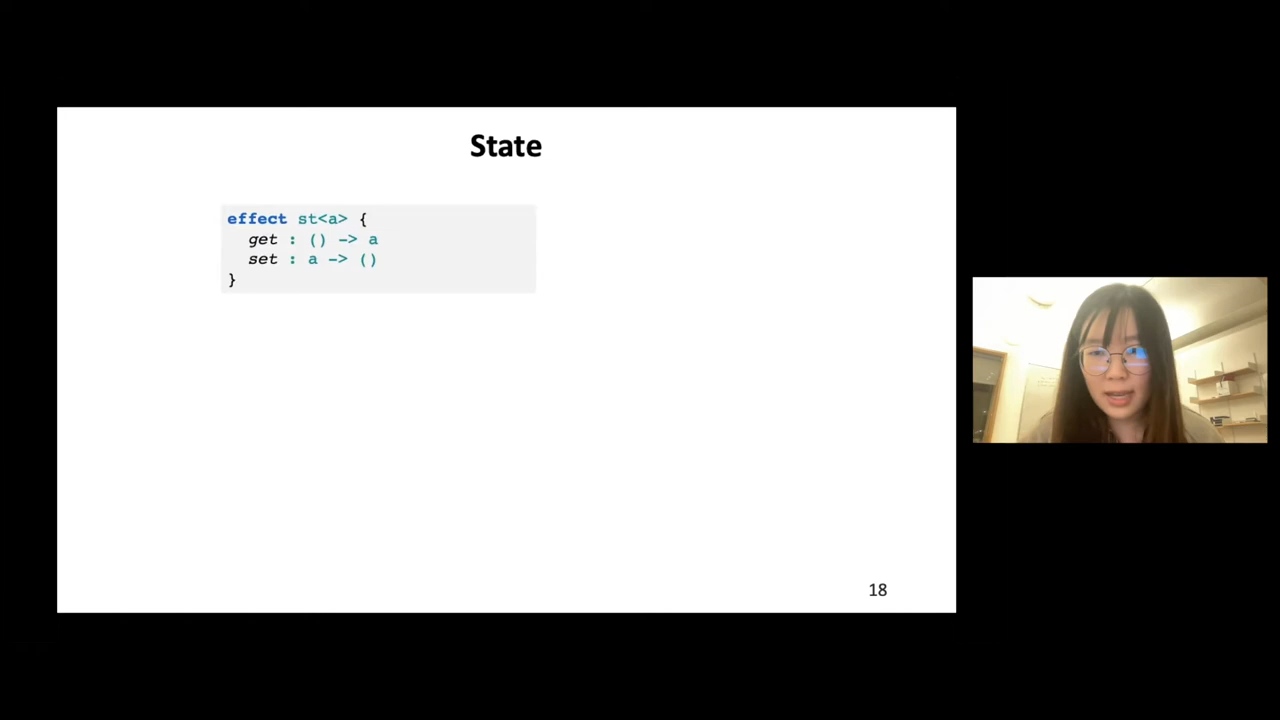 State
effect st<a> {
get : () -> a
set : a -> ()
}
18